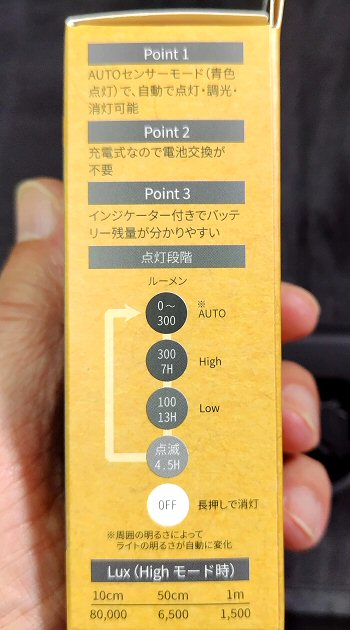 Point 1
AUTOセンサーモード（青色
点灯）で、自動で点灯・調光・
消灯可能
Point 2
充電式なので電池交換が
不要
Point 3
インジケーター付きでバッテ
リー残量が分かりやすい
点灯段階
ルーメン
0～
300
※
AUTO
300
7H
High
100
13H
Low
点滅
4.5H
OFF
長押しで消灯
※周囲の明るさによって
ライトの明るさが自動に変化
Lux（High モード時）
10cm 50cm 1m
80,000 6,500 1,500